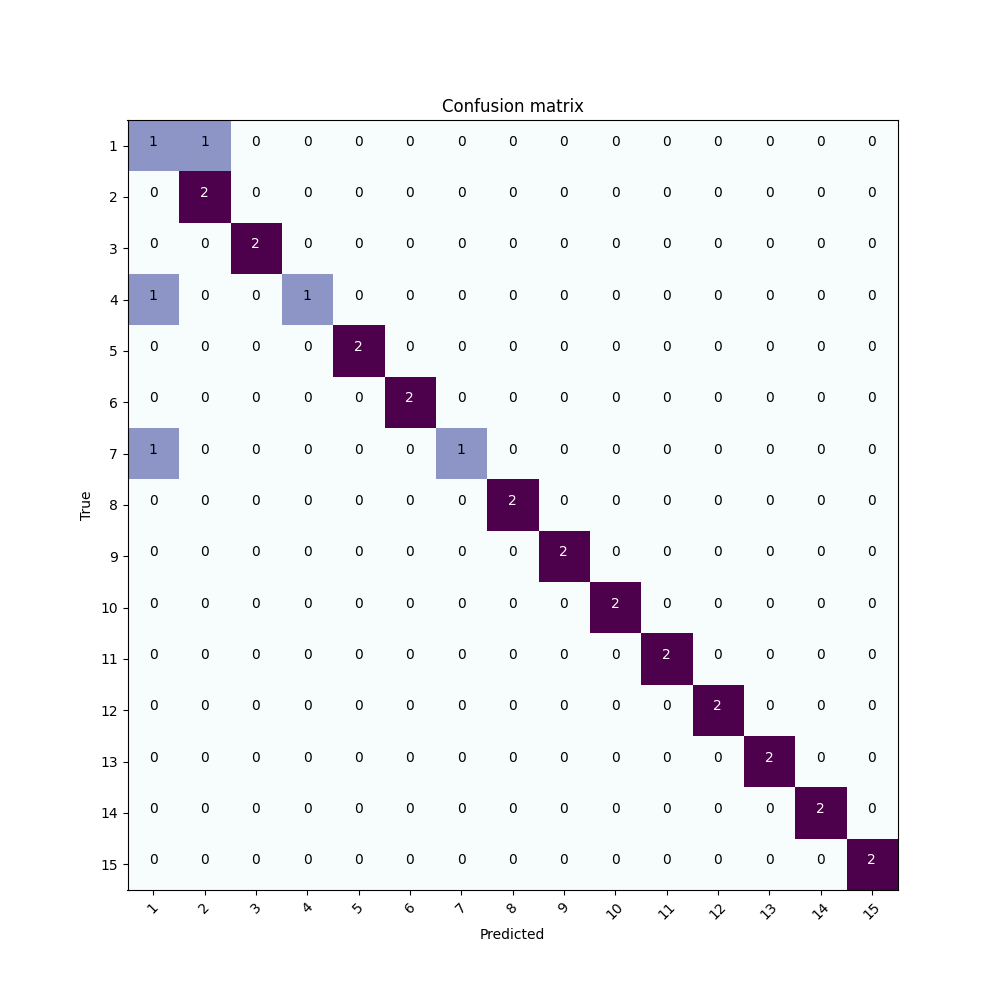 Confusion matrix
1 1 1 0 0 0 0 0 0 0 0 0 0 0 0 0
2 0 2 0 0 0 0 0 0 0 0 0 0 0 0 0
3 0 0 2 0 0 0 0 0 0 0 0 0 0 0 0
4 1 0 0 1 0 0 0 0 0 0 0 0 0 0 0
5 0 0 0 0 2 0 0 0 0 0 0 0 0 0 0
6 0 0 0 0 0 2 0 0 0 0 0 0 0 0 0
7 1 0 0 0 0 0 1 0 0 0 0 0 0 0 0
True
8 0 0 0 0 0 0 0 2 0 0 0 0 0 0 0
9 0 0 0 0 0 0 0 0 2 0 0 0 0 0 0
10 0 0 0 0 0 0 0 0 0 2 0 0 0 0 0
11 0 0 0 0 0 0 0 0 0 0 2 0 0 0 0
12 0 0 0 0 0 0 0 0 0 0 0 2 0 0 0
13 0 0 0 0 0 0 0 0 0 0 0 0 2 0 0
14 0 0 0 0 0 0 0 0 0 0 0 0 0 2 0
15 0 0 0 0 0 0 0 0 0 0 0 0 0 0 2
1 2 3 4 5 6 7 8 9 10 11 12 13 14 15
Predicted